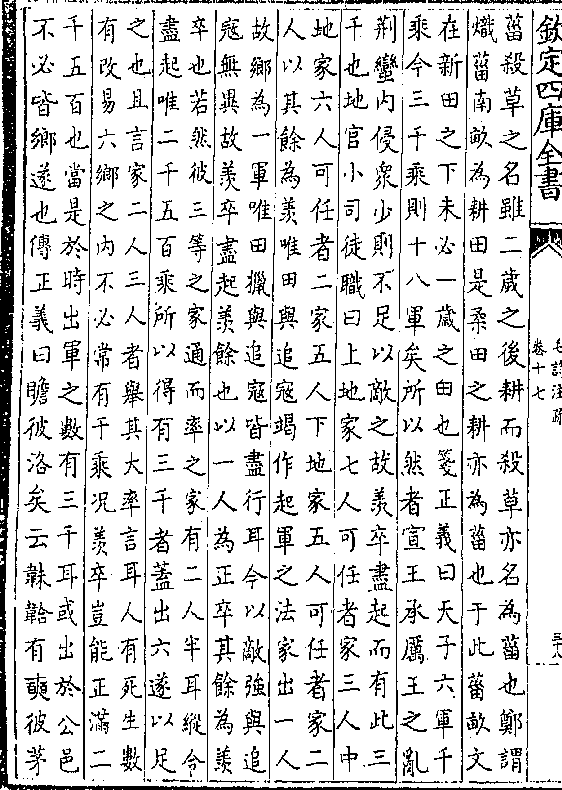 欽定四庫全書
毛詩注疏
卷十七
菑殺草之名雖二歲之後耕而殺草亦名為菑也鄭謂
熾菑南畝為耕田是柔田之耕亦為菑也于此菑畝文
在新田之下未必一歲之田也箋正義曰天子六軍千
乘今三千乘則十八軍矣所以然者宣王承厲王之亂
荆蠻内侵衆少則不足以敵之故羡卒盡起而有此三
千也地官小司徒職曰上地家七人可任者家三人中
地家六人可任者二家五人下地家五人可任者家二
人以其餘為羡唯田與追寇竭作起軍之法家出一人
故鄉為一軍唯田獵與追寇皆盡行耳今以敵強與追
寇無異故羡卒盡起羡餘也以一人為正卒其餘為羡
卒也若然彼三等之家通而率之家有二人半耳縱令
盡起唯二千五百乘所以得有三千者蓋出六遂以足
之也且言家二人三人者舉其大率言耳人有死生數
有改易六鄉之内不必常有千乘况羡卒豈能正滿二
千五百也當是於時出軍之數有三千耳或出於公邑
不必皆鄉遂也傳正義曰瞻彼洛矣云韎韐有奭彼茅